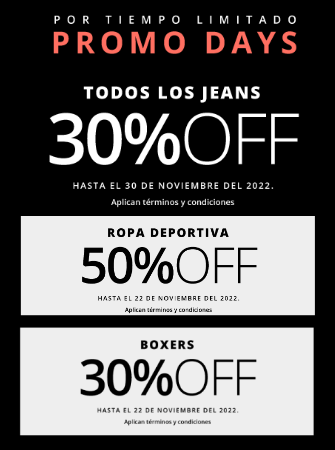 POR TIEMPO LIMITADO
PROMO DAYS
TODOS LOS JEANS
30%OFF
HASTA EL 30 DE NOVIEMBRE DEL 2022.
Aplican términos y condiciones
ROPA DEPORTIVA
50%OFF
HASTA EL 22 DE NOVIEMBRE DEL 2022.
Aplican términos y condiciones
BOXERS
30%OFF
HASTA EL 22 DE NOVIEMBRE DEL 2022.
Aplican términos y condiciones